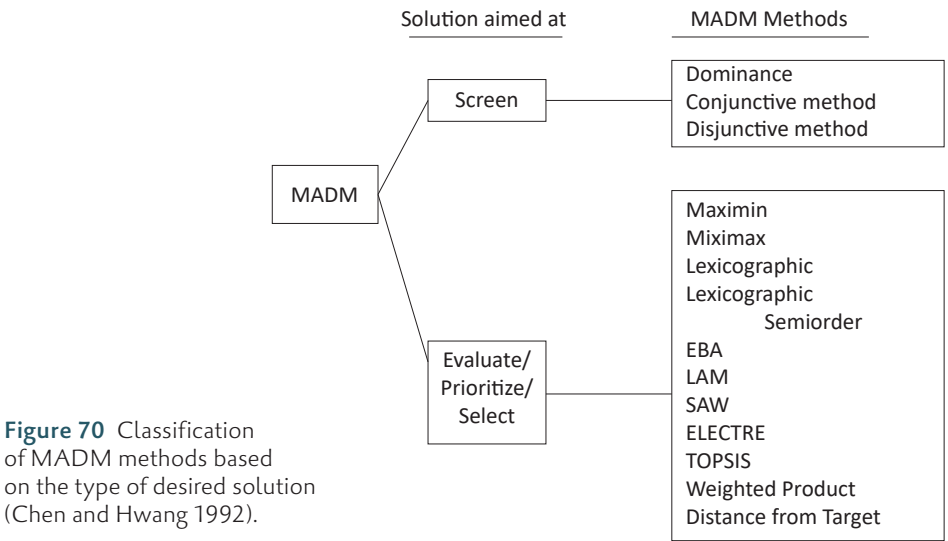 Solution aimed at
MADM Methods
Screen
Dominance
Conjunctive method
Disjunctive method
MADM
Evaluate/
Prioritize/
Select
Maximin
Miximax
Lexicographic
Lexicographic
Semiorder
EBA
LAM
SAW
ELECTRE
TOPSIS
Weighted Product
Distance from Target
Figure 70 Classification
of MADM methods based
on the type of desired solution
(Chen and Hwang 1992).